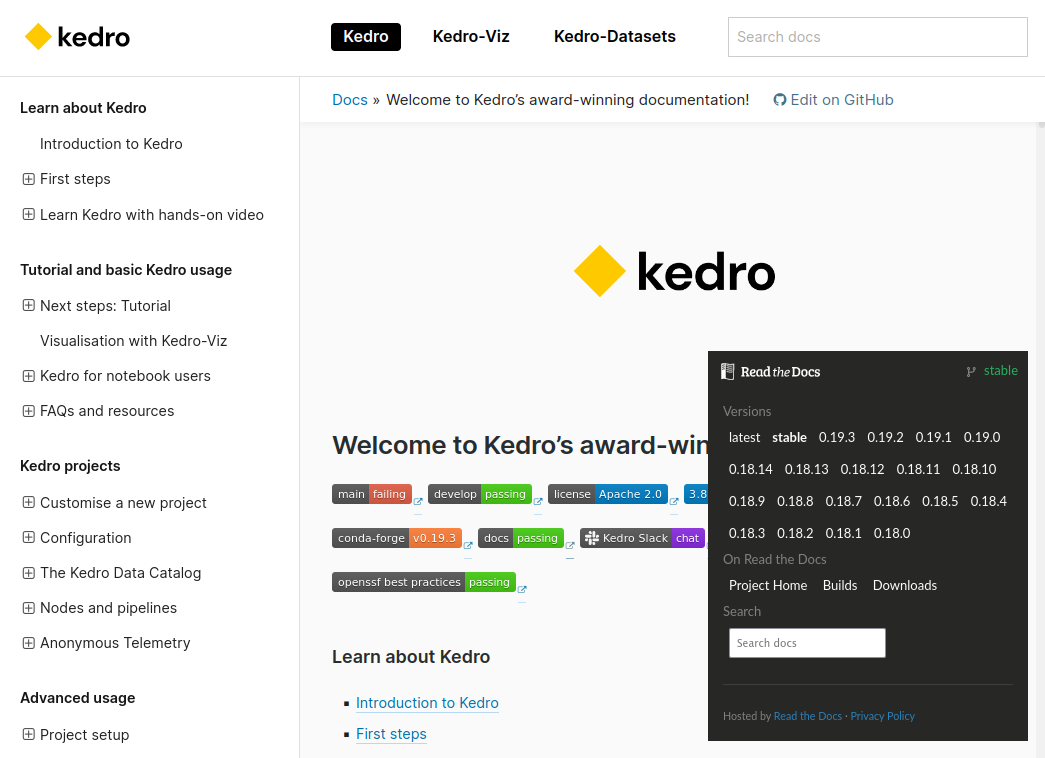 kedro
Kedro Kedro-Viz Kedro-Datasets Search docs
Learn about Kedro
Introduction to Kedro
First steps
Learn Kedro with hands-on video
Tutorial and basic Kedro usage
Next steps: Tutorial
Visualisation with Kedro-Viz
Kedro for notebook users
FAQs and resources
Kedro projects
Customise a new project
Configuration
The Kedro Data Catalog
Nodes and pipelines
Anonymous Telemetry
Advanced usage
Project setup
Docs » Welcome to Kedro’s award-winning documentation! Edit on GitHub
kedro
Welcome to Kedro’s award-win
main failing develop passing license Apache 2.0 3.8
conda-forge v0.19.3 docs passing Kedro Slack chat
openssf best practices passing
Learn about Kedro
Introduction to Kedro
First steps
Read the Docs stable
Versions
latest stable 0.19.3 0.19.2 0.19.1 0.19.0
0.18.14 0.18.13 0.18.12 0.18.11 0.18.10
0.18.9 0.18.8 0.18.7 0.18.6 0.18.5 0.18.4
0.18.3 0.18.2 0.18.1 0.18.0
On Read the Docs
Project Home Builds Downloads
Search
Search docs
Hosted by Read the Docs · Privacy Policy